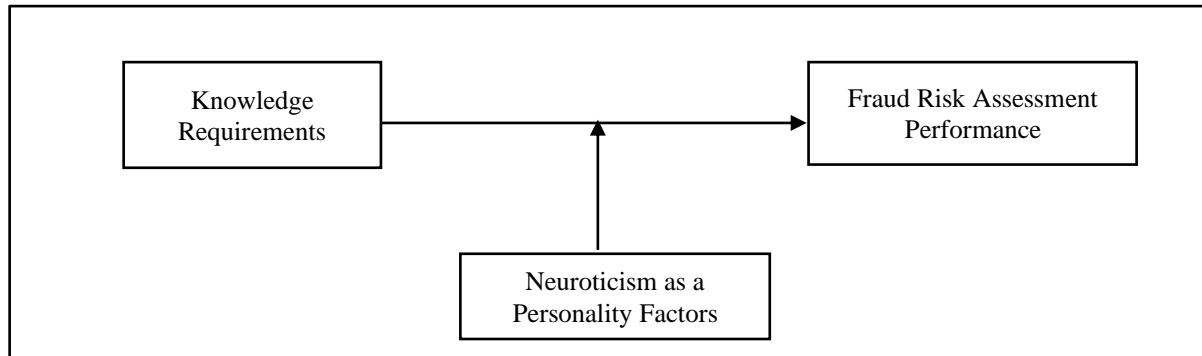 Knowledge
Requirements
Fraud Risk Assessment
Performance
Neuroticism as a
Personality Factors